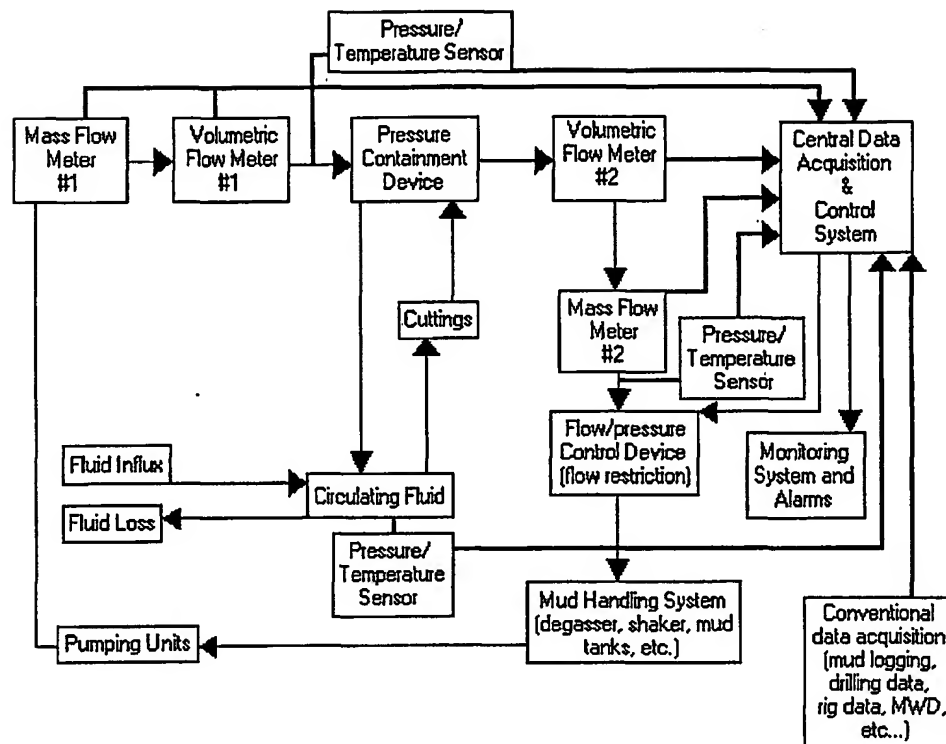 Pressure/
Temperature Sensor
Mass Flow
Meter
#1
Volumetric
Flow Meter
#1
Pressure
Containment
Device
Volumetric
Flow Meter
#2
Central Data
Acquisition
&
Control
System
Cuttings
Mass Flow
Meter
#2
Pressure/
Temperature
Sensor
Flow/pressure
Control Device
(flow restriction)
Monitoring
System and
Alarms
Fluid Influx
Circulating Fluid
Fluid Loss
Pressure/
Temperature
Sensor
Mud Handling System
(degasser, shaker, mud
tanks, etc.)
Pumping Units
Conventional
data acquisition
(mud logging,
drilling data,
rig data, MWD,
etc...)